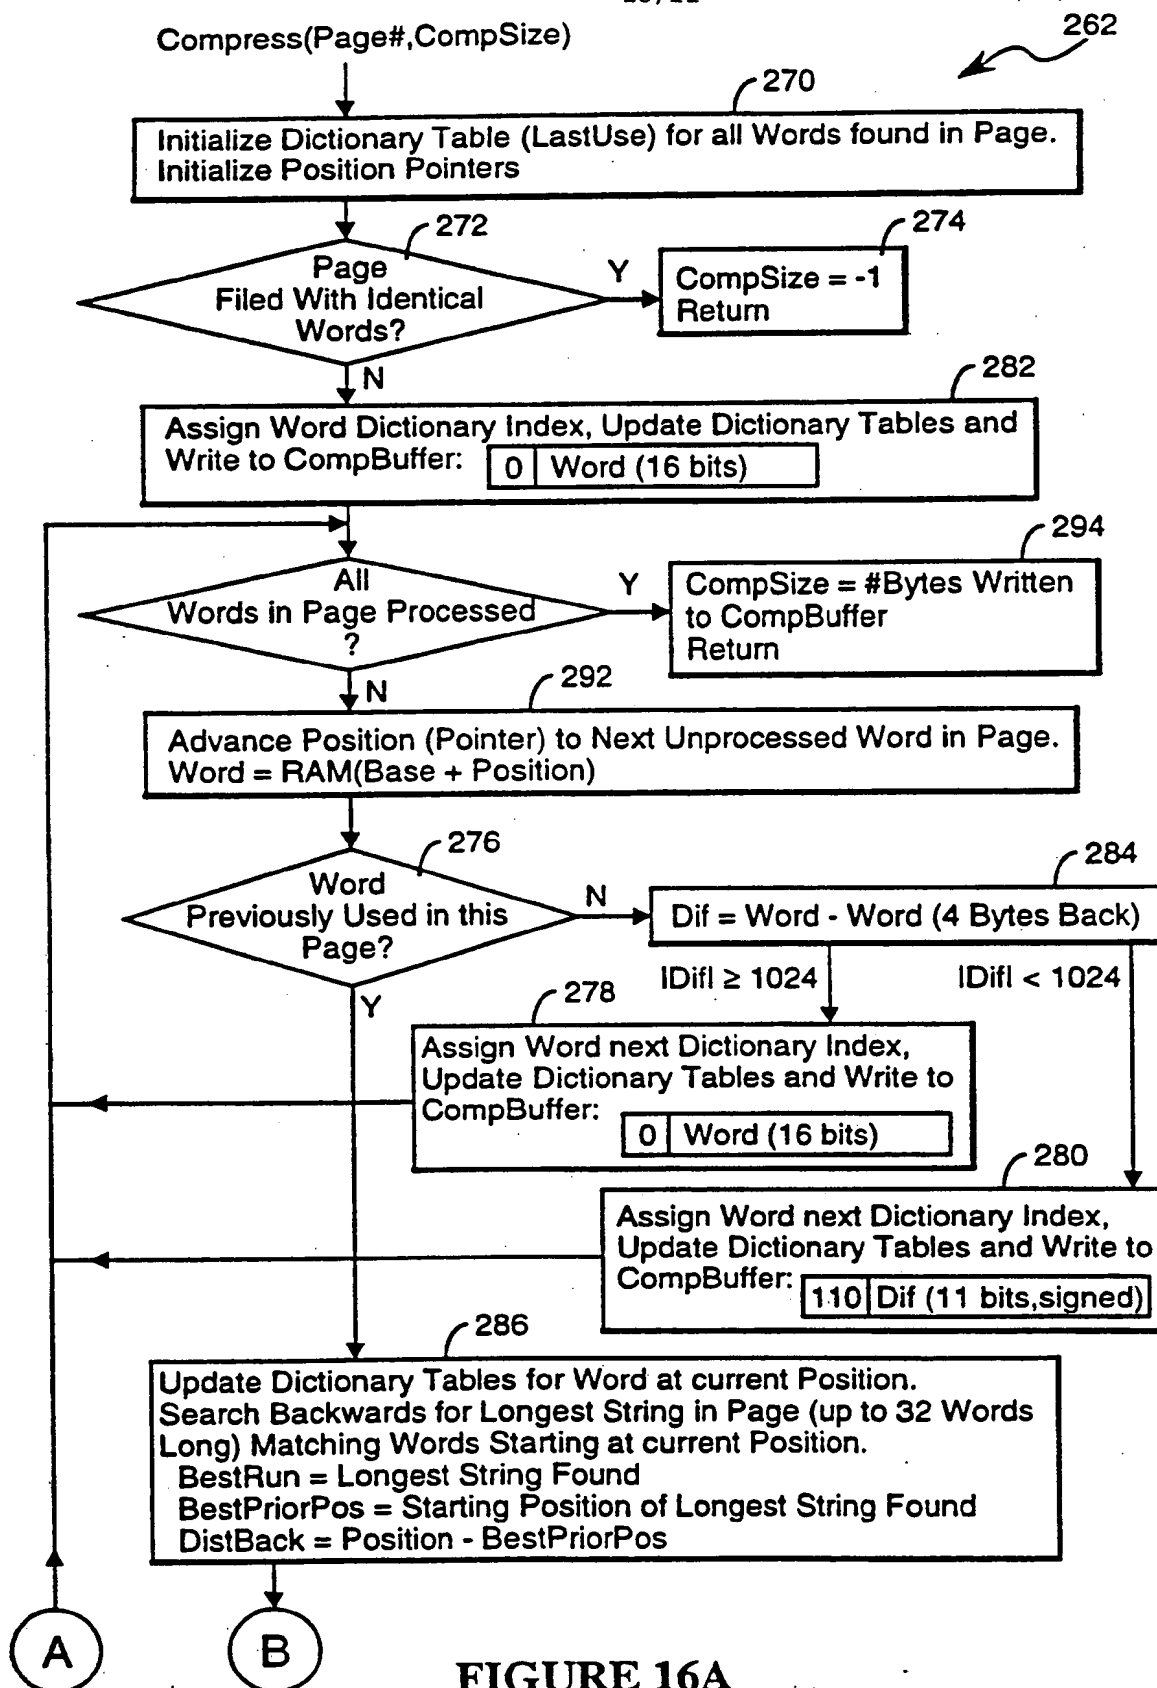 Compress(Page#,CompSize)
262
270
Initialize Dictionary Table (LastUse) for all Words found in Page.
Initialize Position Pointers
272
274
Page
Filed With Identical
Words?
Y
CompSize = -1
Return
N
282
Assign Word Dictionary Index, Update Dictionary Tables and
Write to CompBuffer: 0 Word (16 bits)
294
All
Words in Page Processed
?
Y
CompSize = #Bytes Written
to CompBuffer
Return
N
292
Advance Position (Pointer) to Next Unprocessed Word in Page.
Word = RAM(Base + Position)
276
284
Word
Previously Used in this
Page?
N
Dif = Word - Word (4 Bytes Back)
Y
|Dif| ≥ 1024
|Dif| < 1024
278
Assign Word next Dictionary Index,
Update Dictionary Tables and Write to
CompBuffer:
0 Word (16 bits)
280
Assign Word next Dictionary Index,
Update Dictionary Tables and Write to
CompBuffer: 110 Dif (11 bits,signed)
286
Update Dictionary Tables for Word at current Position.
Search Backwards for Longest String in Page (up to 32 Words
Long) Matching Words Starting at current Position.
BestRun = Longest String Found
BestPriorPos = Starting Position of Longest String Found
DistBack = Position - BestPriorPos
A
B
FIGURE 16A